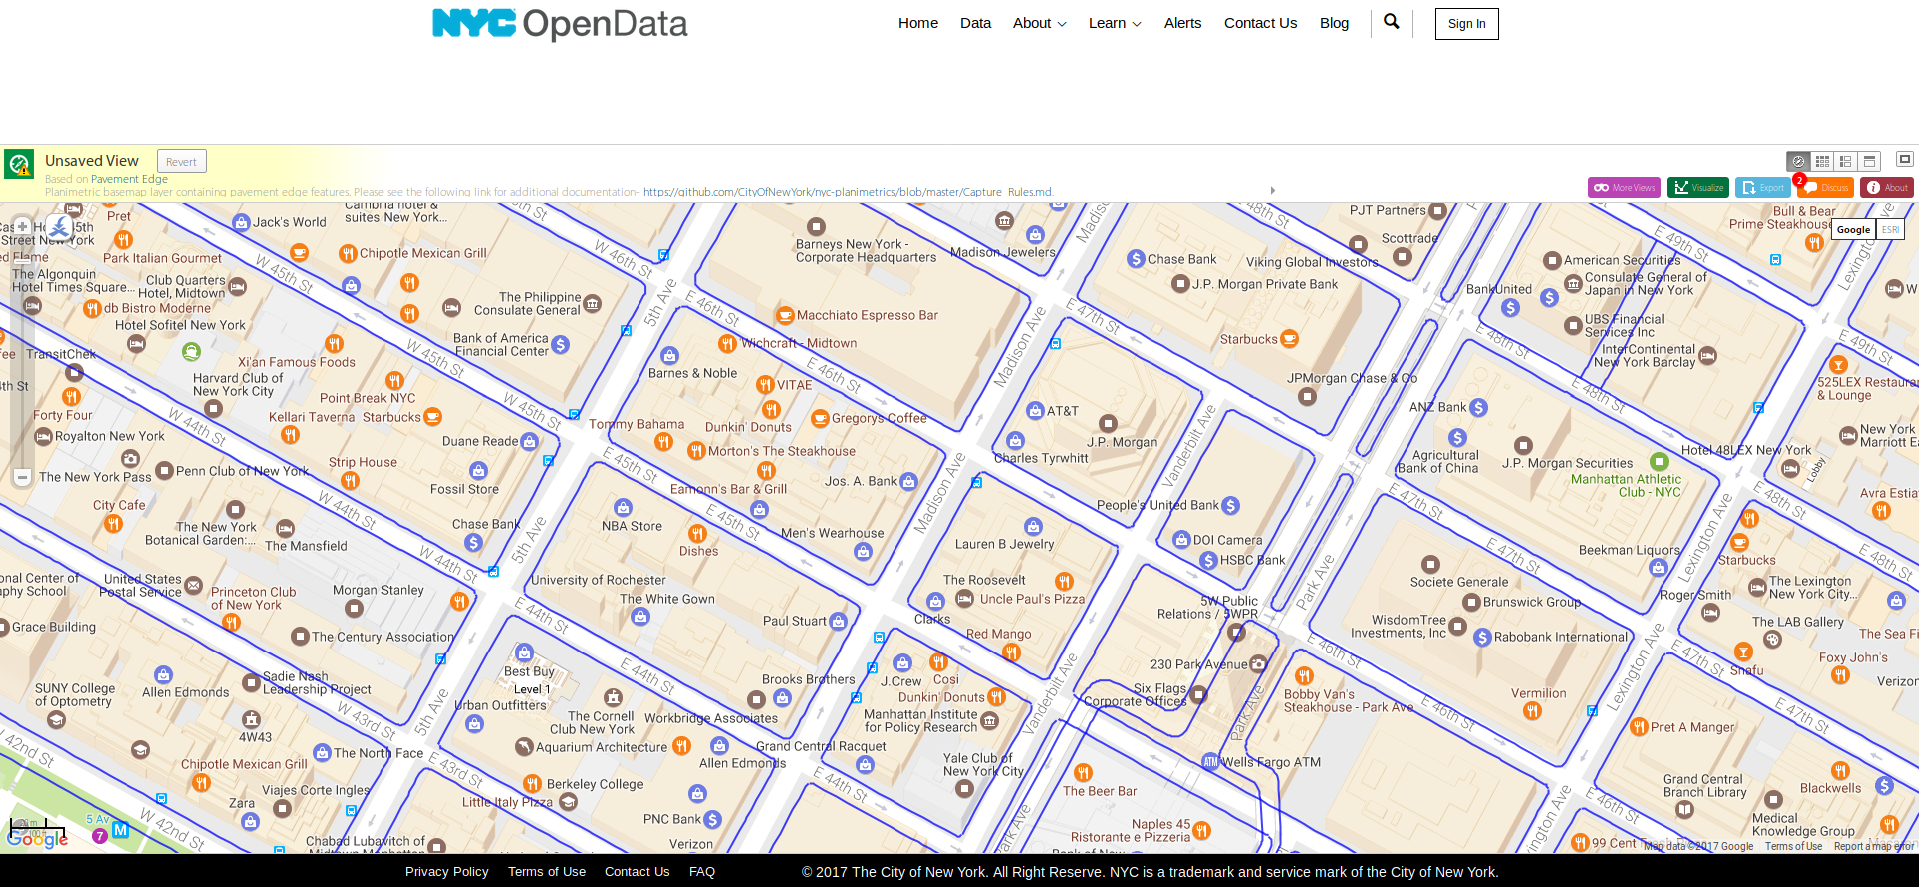 NYC OpenData
Home Data About Learn Alerts Contact Us Blog Sign In
Unsaved View Revert
Based on Pavement Edge
Planimetric basemap layer containing pavement edge features. Please see the following link for additional documentation- https://github.com/CityOfNewYork/nyc-planimetrics/blob/master/Capture_Rules.md.
More Views Visualize Export 2 Discuss About
Google ESRI
Pret
Park Italian Gourmet
Jack's World
Cambria hotel &
suites New York...
Chipotle Mexican Grill
The Algonquin
Hotel Times Square...
Club Quarters
Hotel, Midtown
db Bistro Moderne
Hotel Sofitel New York
TransitChek
The Philippine
Consulate General
Bank of America
Financial Center
Xi'an Famous Foods
Harvard Club of
New York City
Point Break NYC
Kellari Taverna
Starbucks
Forty Four
Royalton New York
The New York Pass
Penn Club of New York
Strip House
Duane Reade
Fossil Store
City Cafe
The New York
Botanical Garden:...
The Mansfield
Chase Bank
United States
Postal Service
Princeton Club
of New York
Morgan Stanley
The Century Association
Grace Building
Sadie Nash
Leadership Project
Allen Edmonds
SUNY College
of Optometry
4W43
The North Face
Chipotle Mexican Grill
Zara
Viajes Corte Ingles
Chabad Lubavitch of
5 Av
7
M
Barneys New York -
Corporate Headquarters
Madison Jewelers
Macchiato Espresso Bar
Wichcraft - Midtown
Barnes & Noble
VITAE
Tommy Bahama
Dunkin' Donuts
Gregorys Coffee
Morton's The Steakhouse
Eamonn's Bar & Grill
Jos. A. Bank
NBA Store
Dishes
Men's Wearhouse
University of Rochester
The White Gown
Paul Stuart
Clarks
Best Buy
Level 1
Urban Outfitters
The Cornell
Club New York
Workbridge Associates
Brooks Brothers
Aquarium Architecture
Allen Edmonds
Grand Central Racquet
Berkeley College
Little Italy Pizza
PNC Bank
Verizon
J.Crew
Cosi
Dunkin' Donuts
Manhattan Institute
for Policy Research
Yale Club of
New York City
Red Mango
The Roosevelt
Uncle Paul's Pizza
Lauren B Jewelry
Charles Tyrwhitt
AT&T
J.P. Morgan
Chase Bank
J.P. Morgan Private Bank
Viking Global Investors
PJT Partners
Scottrade
Starbucks
JPMorgan Chase & Co
People's United Bank
DOI Camera
HSBC Bank
5W Public
Relations / 5WPR
230 Park Avenue
Six Flags
Corporate Offices
Bobby Van's
Steakhouse - Park Ave
Wells Fargo ATM
The Beer Bar
Naples 45
Ristorante e Pizzeria
Bull & Bear
Prime Steakhouse
American Securities
Consulate General of
Japan in New York
BankUnited
UBS Financial
Services Inc
InterContinental
New York Barclay
525LEX Restaurant
& Lounge
ANZ Bank
Agricultural
Bank of China
J.P. Morgan Securities
Manhattan Athletic
Club - NYC
Hotel 48LEX New York
Lobby
New York
Marriott
Beekman Liquors
Starbucks
Societe Generale
Brunswick Group
WisdomTree
Investments, Inc
Rabobank International
Roger Smith
The Lexington
New York City...
The LAB Gallery
Snafu
Foxy John's
Vermilion
Pret A Manger
Grand Central
Branch Library
Medical
Knowledge Group
Blackwells
99 Cent
W 45th St
W 46th St
W 44th St
W 43rd St
W 42nd St
E 43rd St
E 44th St
E 45th St
E 46th St
E 47th St
E 48th St
E 49th St
5th Ave
Madison Ave
Vanderbilt Ave
Park Ave
Lexington Ave
Google
Map data ©2017 Google Terms of Use Report a map error
Privacy Policy Terms of Use Contact Us FAQ © 2017 The City of New York. All Right Reserve. NYC is a trademark and service mark of the City of New York.